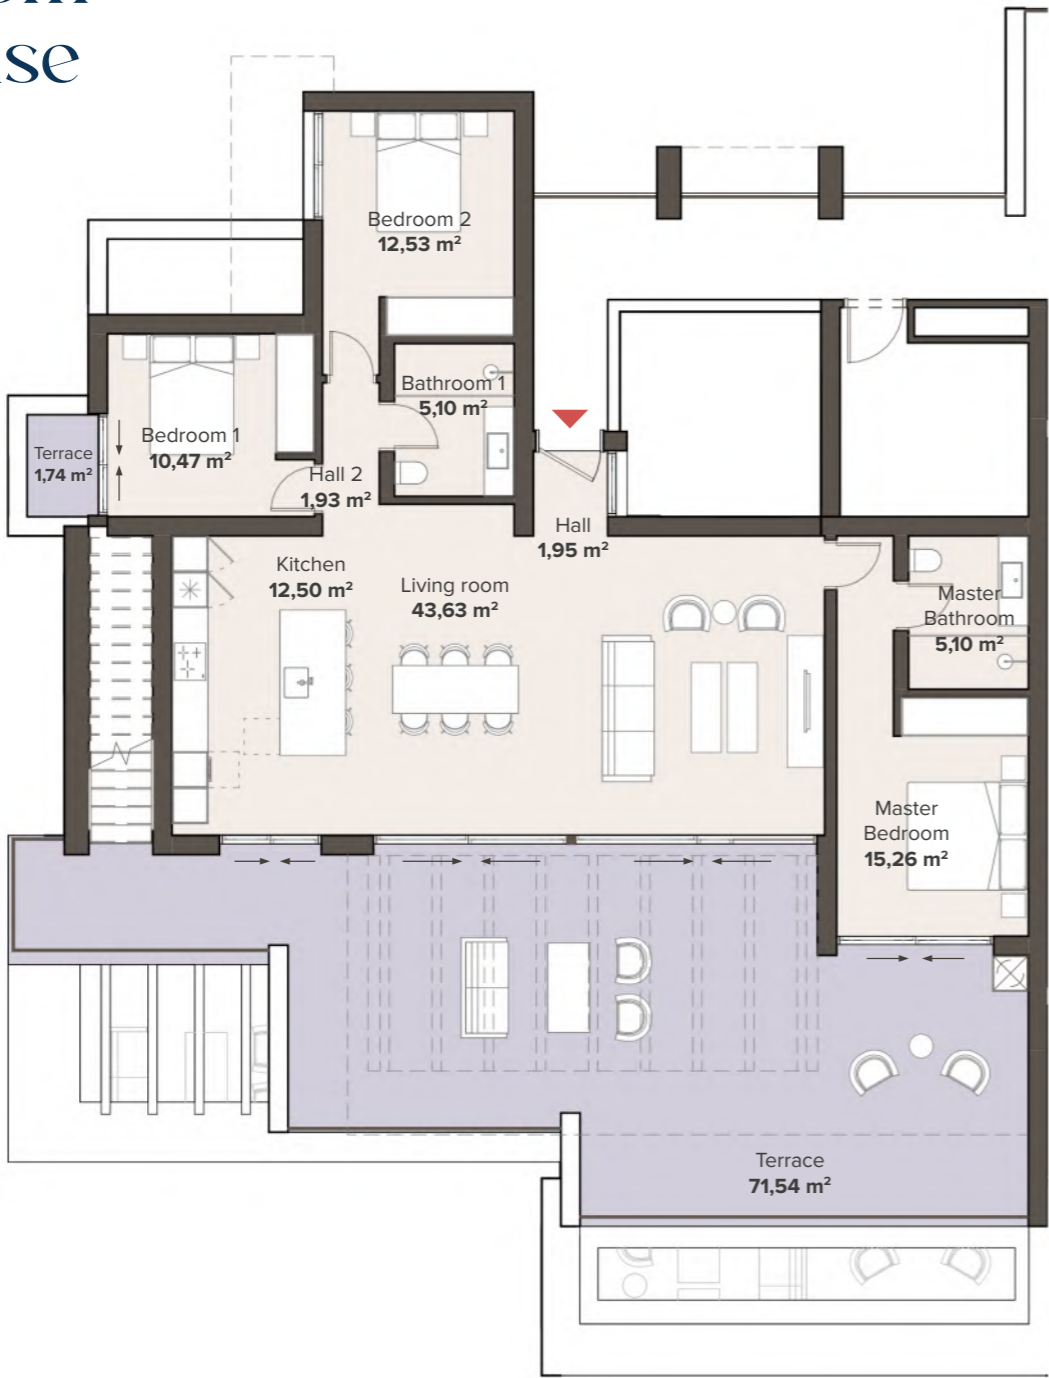 Bedroom 2
12,53 m²
Bathroom 1
5,10 m²
Bedroom 1
10,47 m²
Terrace
1,74 m²
Hall 2
1,93 m²
Hall
1,95 m²
Kitchen
12,50 m²
Living room
43,63 m²
Master
Bathroom
5,10 m²
Master
Bedroom
15,26 m²
Terrace
71,54 m²